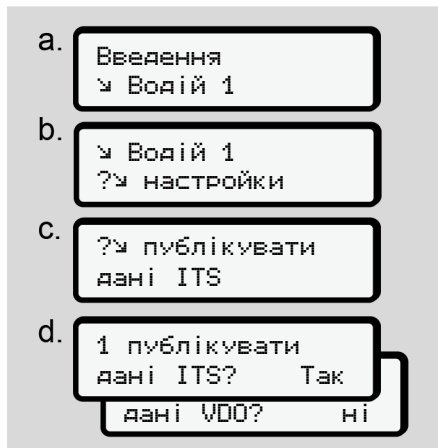 a.
Введення
↘ Водій 1
b.
↘ Водій 1
?↘ настройки
c.
?↘ публікувати
дані ITS
d.
1 публікувати
дані ITS? Так
дані VDO? ні